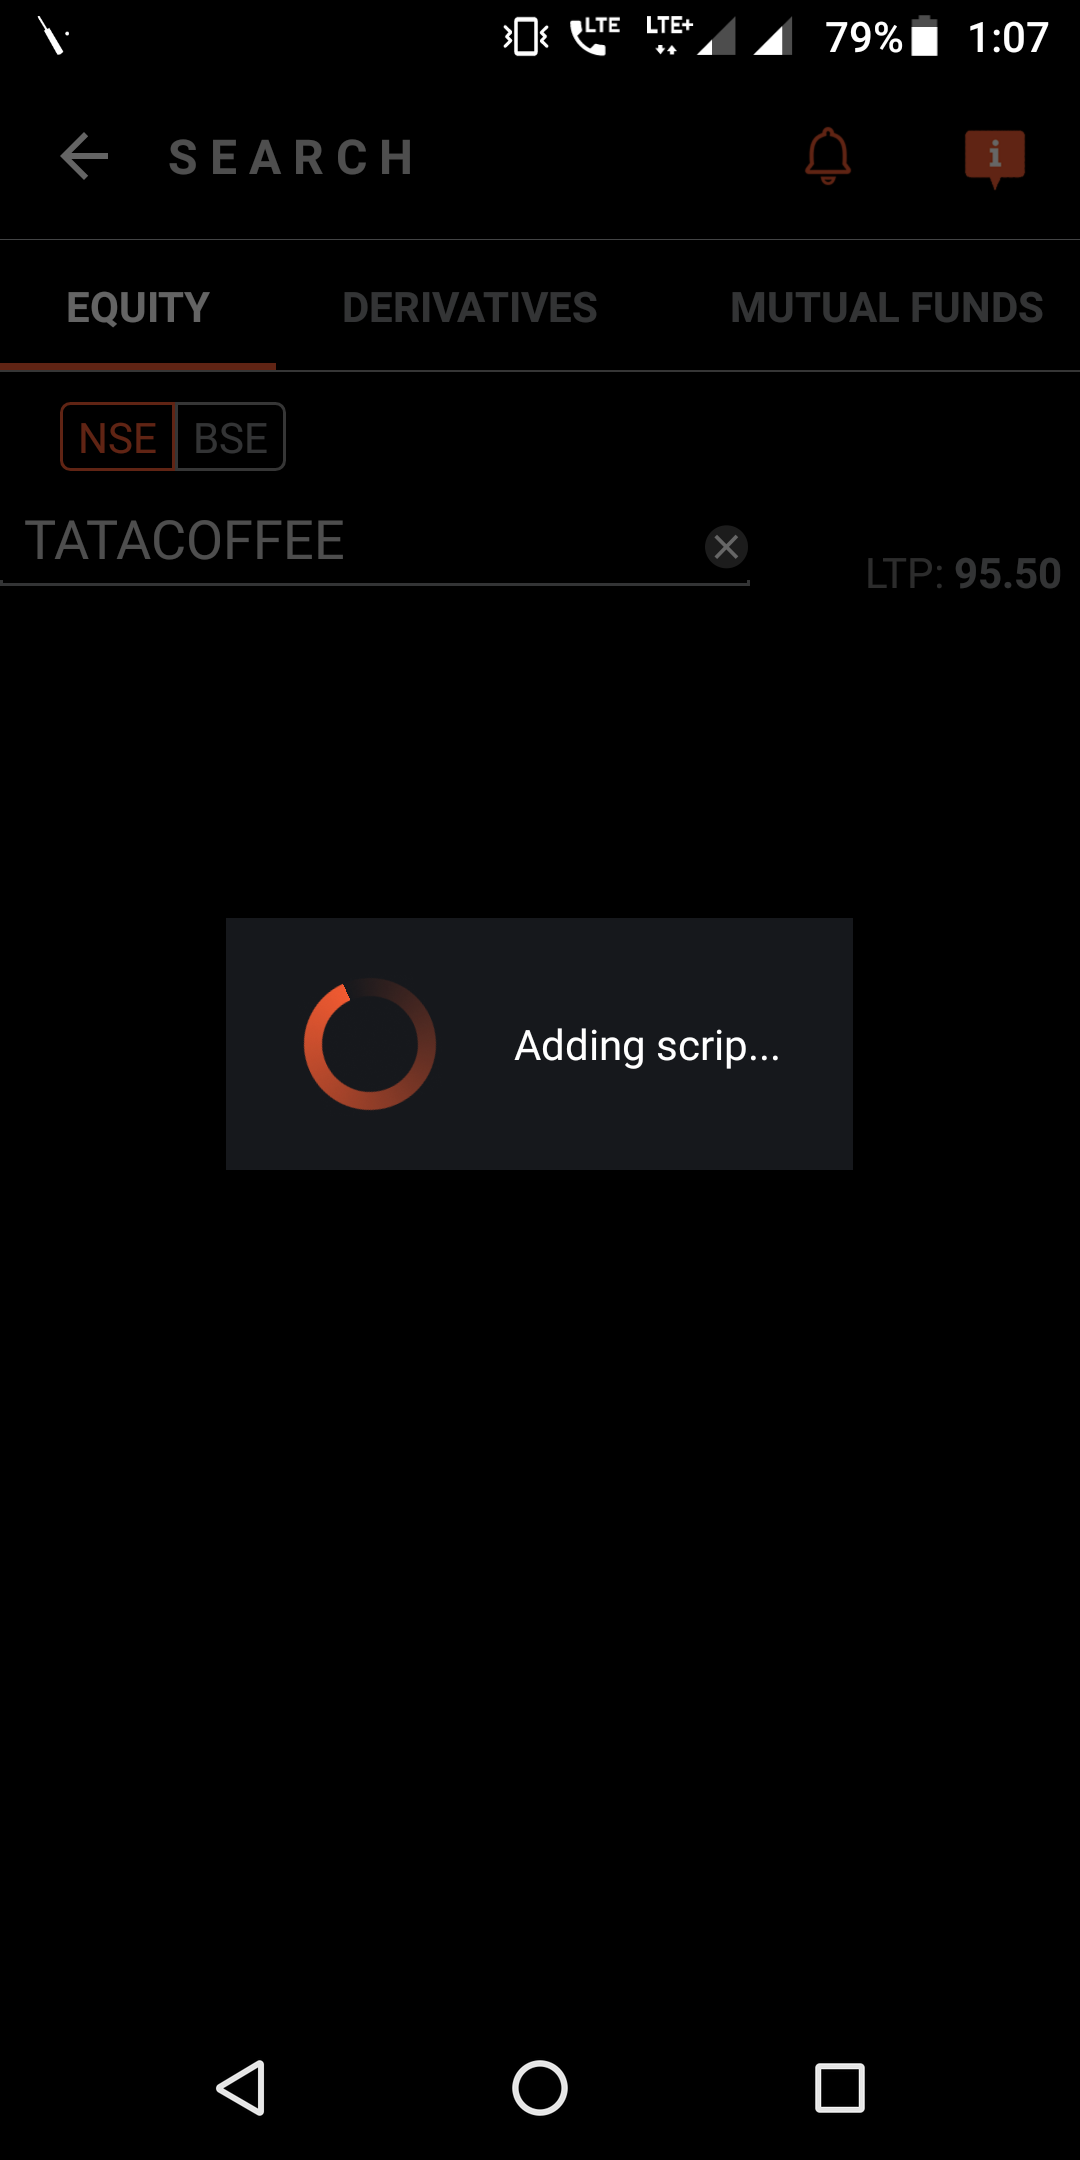 LTE LTE+ 79% 1:07
SEARCH
EQUITY DERIVATIVES MUTUAL FUNDS
NSE BSE
TATACOFFEE
LTP: 95.50
Adding scrip...